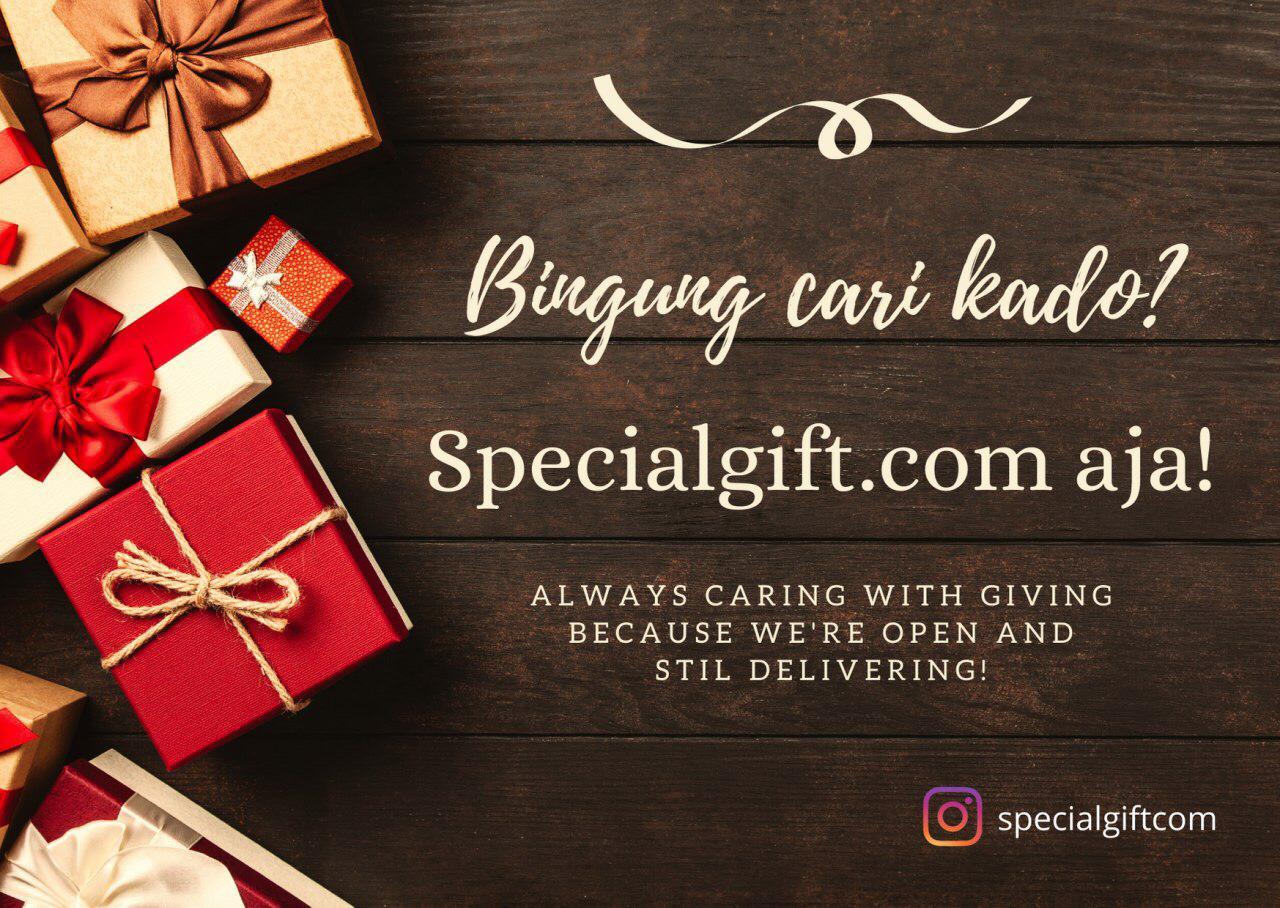 Bingung cari kado?
Specialgift.com aja!
ALWAYS CARING WITH GIVING
BECAUSE WE'RE OPEN AND
STIL DELIVERING!
specialgiftcom